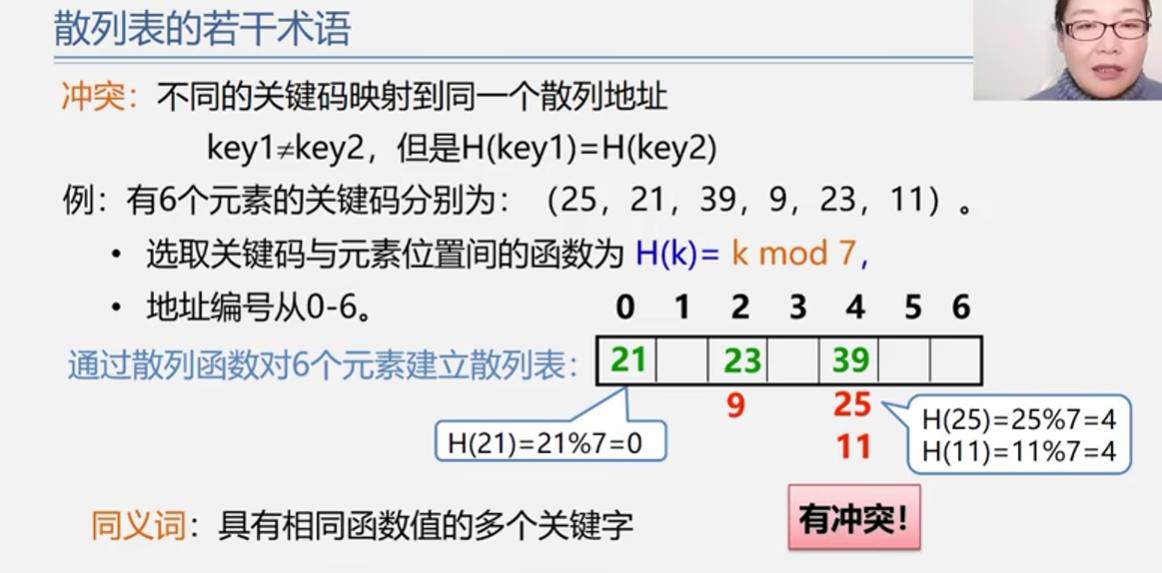 散列表的若干术语
冲突：不同的关键码映射到同一个散列地址
key1≠key2，但是H(key1)=H(key2)
例：有6个元素的关键码分别为：（25，21，39，9，23，11）。
• 选取关键码与元素位置间的函数为 H(k)= k mod 7,
• 地址编号从0-6。
0 1 2 3 4 5 6
通过散列函数对6个元素建立散列表：
21 23 39
9 25
11
H(21)=21%7=0
H(25)=25%7=4
H(11)=11%7=4
同义词：具有相同函数值的多个关键字
有冲突！